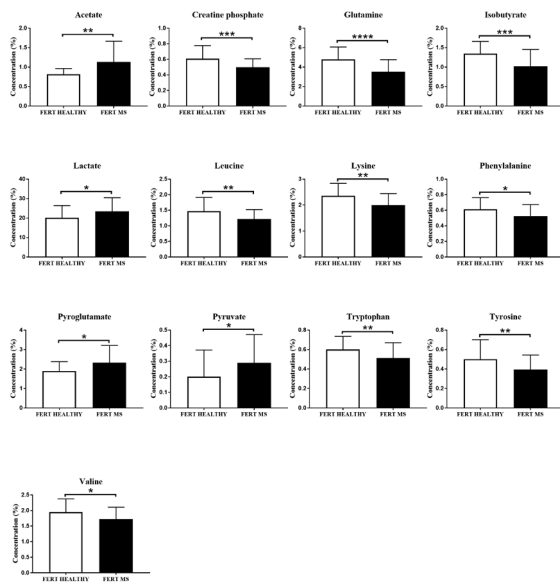 Acetate
Concentration (%)
2.0
1.5
1.0
0.5
0.0
**
FERT HEALTHY FERT MS
Creatine phosphate
Concentration (%)
1.0
0.8
0.6
0.4
0.2
0.0
***
FERT HEALTHY FERT MS
Glutamine
Concentration (%)
8
6
4
2
0
****
FERT HEALTHY FERT MS
Isobutyrate
Concentration (%)
2.0
1.5
1.0
0.5
0.0
***
FERT HEALTHY FERT MS
Lactate
Concentration (%)
40
30
20
10
0
*
FERT HEALTHY FERT MS
Leucine
Concentration (%)
2.5
2.0
1.5
1.0
0.5
0.0
**
FERT HEALTHY FERT MS
Lysine
Concentration (%)
3
2
1
0
**
FERT HEALTHY FERT MS
Phenylalanine
Concentration (%)
1.0
0.8
0.6
0.4
0.2
0.0
*
FERT HEALTHY FERT MS
Pyroglutamate
Concentration (%)
4
3
2
1
0
*
FERT HEALTHY FERT MS
Pyruvate
Concentration (%)
0.5
0.4
0.3
0.2
0.1
0.0
*
FERT HEALTHY FERT MS
Tryptophan
Concentration (%)
0.8
0.6
0.4
0.2
0.0
**
FERT HEALTHY FERT MS
Tyrosine
Concentration (%)
0.8
0.6
0.4
0.2
0.0
**
FERT HEALTHY FERT MS
Valine
Concentration (%)
2.5
2.0
1.5
1.0
0.5
0.0
*
FERT HEALTHY FERT MS